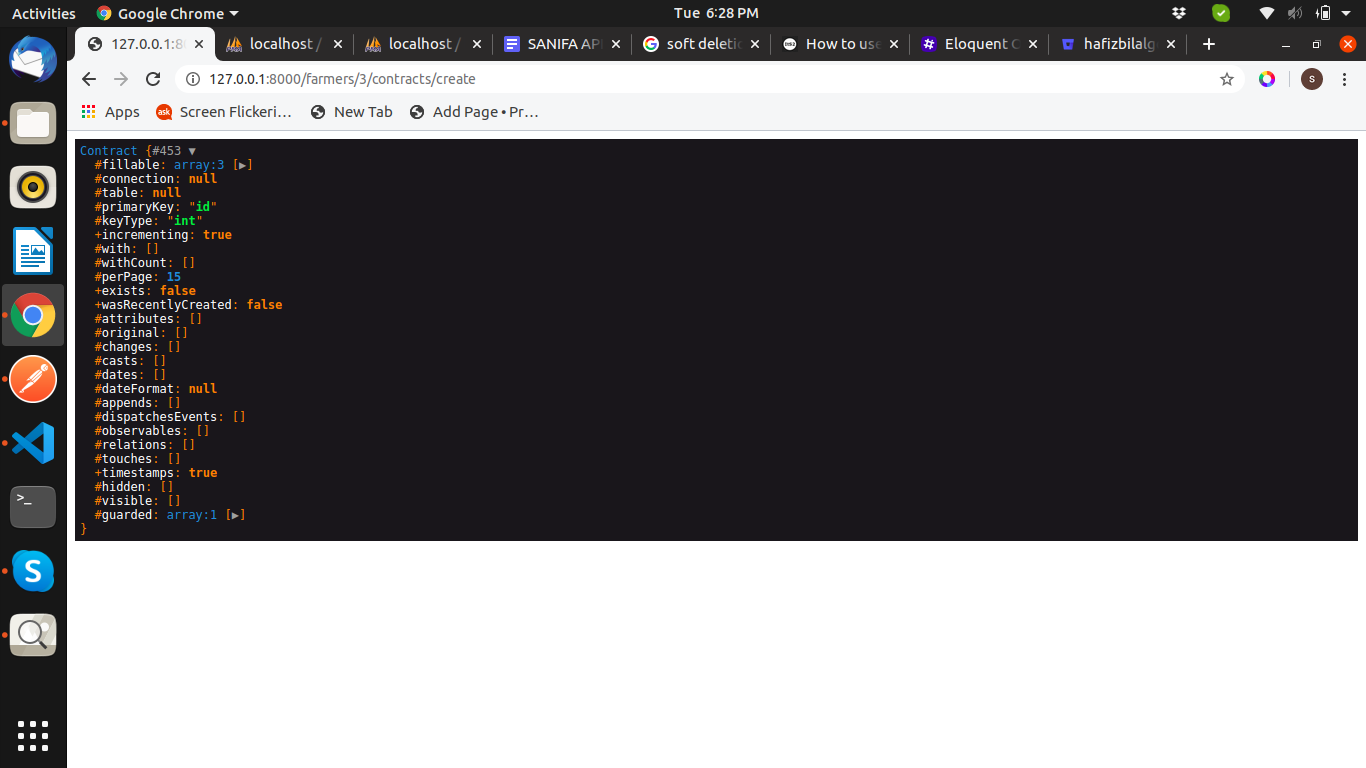 Activities
Google Chrome
Tue 6:28 PM
127.0.0.1:8
localhost /
localhost /
SANIFA AP
soft deleti
How to use
Eloquent C
hafizbilalg
127.0.0.1:8000/farmers/3/contracts/create
S
Apps
ask
Screen Flickeri…
New Tab
Add Page • Pr…
Contract {#453 ▼
#fillable: array:3 [▶]
#connection: null
#table: null
#primaryKey: "id"
#keyType: "int"
+incrementing: true
#with: []
#withCount: []
#perPage: 15
+exists: false
+wasRecentlyCreated: false
#attributes: []
#original: []
#changes: []
#casts: []
#dates: []
#dateFormat: null
#appends: []
#dispatchesEvents: []
#observables: []
#relations: []
#touches: []
+timestamps: true
#hidden: []
#visible: []
#guarded: array:1 [▶]
}
>_
S